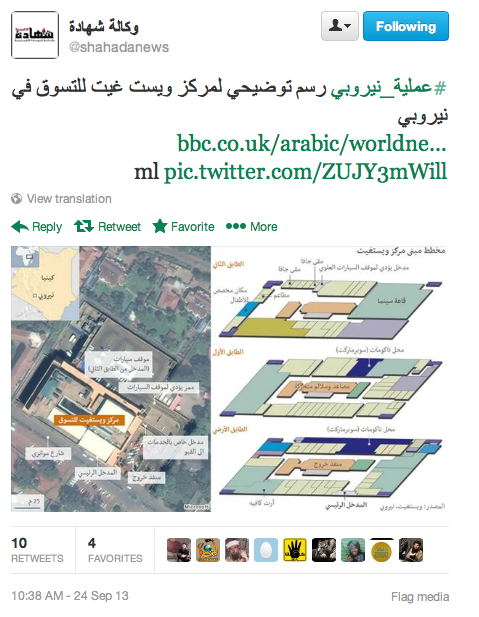 وكالة شهادة
@shahadanews
Following
#عملية_نيروبي رسم توضيحي لمركز ويست غيت للتسوق في
نيروبي
bbc.co.uk/arabic/worldne...
ml pic.twitter.com/ZUJY3mWill
View translation
Reply Retweet Favorite More
كينيا
نيروبي
موقف سيارات
(المدخل من الطابق الثاني)
ممر يؤدي لموقف السيارات
مركز ويستغيت للتسوق
مدخل خاص بالخدمات
الى القبو
شارع موانزي
المدخل الرئيسي
منفذ خروج
25 م
Microsoft
مخطط مبنى مركز ويستغيت
الطابق الثاني
مدخل يؤدي لموقف السيارات العلوي
مقى جافا
مقى جافا
مكان مخصص
للأطفال
مطاعم
قاعة سينما
الطابق الأول
محل ناكومات (سوبرماركت)
مصاعد وسلالم متحركة
الطابق الأرضي
محل ناكومات (سوبرماركت)
منفذ خروج
آرت كافيه
المدخل الرئيسي
المصدر: ويستغيت، نيروبي
10
RETWEETS
4
FAVORITES
10:38 AM - 24 Sep 13
Flag media